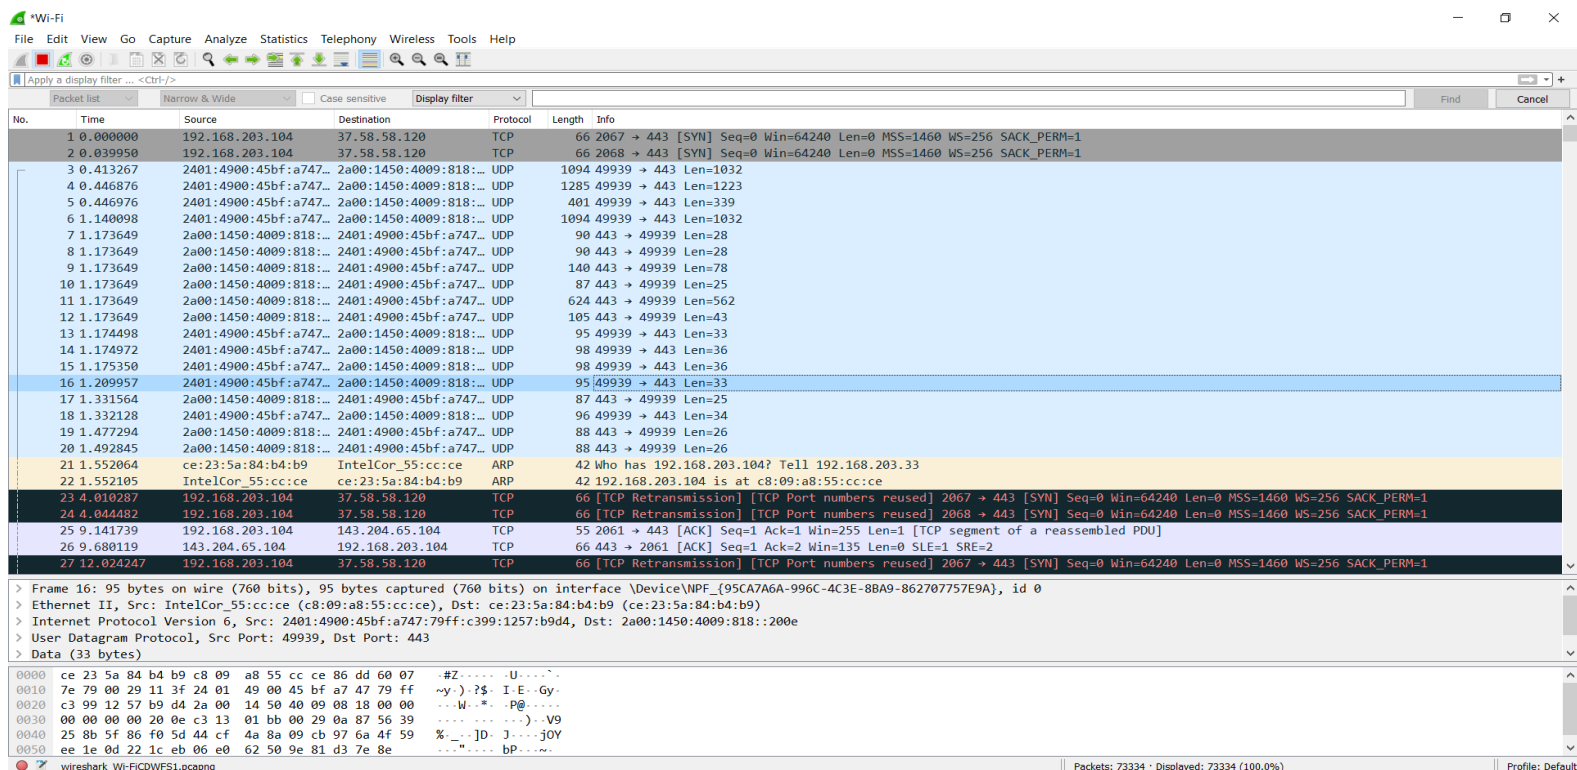 *Wi-Fi
File Edit View Go Capture Analyze Statistics Telephony Wireless Tools Help
Apply a display filter ... <Ctrl-/>
Packet list Narrow & Wide Case sensitive Display filter Find Cancel
No. Time Source Destination Protocol Length Info
1 0.000000 192.168.203.104 37.58.58.120 TCP 66 2067 → 443 [SYN] Seq=0 Win=64240 Len=0 MSS=1460 WS=256 SACK_PERM=1
2 0.039950 192.168.203.104 37.58.58.120 TCP 66 2068 → 443 [SYN] Seq=0 Win=64240 Len=0 MSS=1460 WS=256 SACK_PERM=1
3 0.413267 2401:4900:45bf:a747… 2a00:1450:4009:818:… UDP 1094 49939 → 443 Len=1032
4 0.446876 2401:4900:45bf:a747… 2a00:1450:4009:818:… UDP 1285 49939 → 443 Len=1223
5 0.446976 2401:4900:45bf:a747… 2a00:1450:4009:818:… UDP 401 49939 → 443 Len=339
6 1.140098 2401:4900:45bf:a747… 2a00:1450:4009:818:… UDP 1094 49939 → 443 Len=1032
7 1.173649 2a00:1450:4009:818:… 2401:4900:45bf:a747… UDP 90 443 → 49939 Len=28
8 1.173649 2a00:1450:4009:818:… 2401:4900:45bf:a747… UDP 90 443 → 49939 Len=28
9 1.173649 2a00:1450:4009:818:… 2401:4900:45bf:a747… UDP 140 443 → 49939 Len=78
10 1.173649 2a00:1450:4009:818:… 2401:4900:45bf:a747… UDP 87 443 → 49939 Len=25
11 1.173649 2a00:1450:4009:818:… 2401:4900:45bf:a747… UDP 624 443 → 49939 Len=562
12 1.173649 2a00:1450:4009:818:… 2401:4900:45bf:a747… UDP 105 443 → 49939 Len=43
13 1.174498 2401:4900:45bf:a747… 2a00:1450:4009:818:… UDP 95 49939 → 443 Len=33
14 1.174972 2401:4900:45bf:a747… 2a00:1450:4009:818:… UDP 98 49939 → 443 Len=36
15 1.175350 2401:4900:45bf:a747… 2a00:1450:4009:818:… UDP 98 49939 → 443 Len=36
16 1.209957 2401:4900:45bf:a747… 2a00:1450:4009:818:… UDP 95 49939 → 443 Len=33
17 1.331564 2a00:1450:4009:818:… 2401:4900:45bf:a747… UDP 87 443 → 49939 Len=25
18 1.332128 2401:4900:45bf:a747… 2a00:1450:4009:818:… UDP 96 49939 → 443 Len=34
19 1.477294 2a00:1450:4009:818:… 2401:4900:45bf:a747… UDP 88 443 → 49939 Len=26
20 1.492845 2a00:1450:4009:818:… 2401:4900:45bf:a747… UDP 88 443 → 49939 Len=26
21 1.552064 ce:23:5a:84:b4:b9 IntelCor_55:cc:ce ARP 42 Who has 192.168.203.104? Tell 192.168.203.33
22 1.552105 IntelCor_55:cc:ce ce:23:5a:84:b4:b9 ARP 42 192.168.203.104 is at c8:09:a8:55:cc:ce
23 4.010287 192.168.203.104 37.58.58.120 TCP 66 [TCP Retransmission] [TCP Port numbers reused] 2067 → 443 [SYN] Seq=0 Win=64240 Len=0 MSS=1460 WS=256 SACK_PERM=1
24 4.044482 192.168.203.104 37.58.58.120 TCP 66 [TCP Retransmission] [TCP Port numbers reused] 2068 → 443 [SYN] Seq=0 Win=64240 Len=0 MSS=1460 WS=256 SACK_PERM=1
25 9.141739 192.168.203.104 143.204.65.104 TCP 55 2061 → 443 [ACK] Seq=1 Ack=1 Win=255 Len=1 [TCP segment of a reassembled PDU]
26 9.680119 143.204.65.104 192.168.203.104 TCP 66 443 → 2061 [ACK] Seq=1 Ack=2 Win=135 Len=0 SLE=1 SRE=2
27 12.024247 192.168.203.104 37.58.58.120 TCP 66 [TCP Retransmission] [TCP Port numbers reused] 2067 → 443 [SYN] Seq=0 Win=64240 Len=0 MSS=1460 WS=256 SACK_PERM=1
> Frame 16: 95 bytes on wire (760 bits), 95 bytes captured (760 bits) on interface \Device\NPF_{95CA7A6A-996C-4C3E-8BA9-862707757E9A}, id 0
> Ethernet II, Src: IntelCor_55:cc:ce (c8:09:a8:55:cc:ce), Dst: ce:23:5a:84:b4:b9 (ce:23:5a:84:b4:b9)
> Internet Protocol Version 6, Src: 2401:4900:45bf:a747:79ff:c399:1257:b9d4, Dst: 2a00:1450:4009:818::200e
> User Datagram Protocol, Src Port: 49939, Dst Port: 443
> Data (33 bytes)
0000 ce 23 5a 84 b4 b9 c8 09 a8 55 cc ce 86 dd 60 07 ·#Z····· ·U····`·
0010 7e 79 00 29 11 3f 24 01 49 00 45 bf a7 47 79 ff ~y·)·?$· I·E··Gy·
0020 c3 99 12 57 b9 d4 2a 00 14 50 40 09 08 18 00 00 ···W··*· ·P@·····
0030 00 00 00 00 20 0e c3 13 01 bb 00 29 0a 87 56 39 ···· ··· ···)··V9
0040 25 8b 5f 86 f0 5d 44 cf 4a 8a 09 cb 97 6a 4f 59 %·_··]D· J····jOY
0050 ee 1e 0d 22 1c eb 06 e0 62 50 9e 81 d3 7e 8e ···"···· bP···~·
wireshark_Wi-FiCDWFS1.pcapng Packets: 73334 · Displayed: 73334 (100.0%) Profile: Default